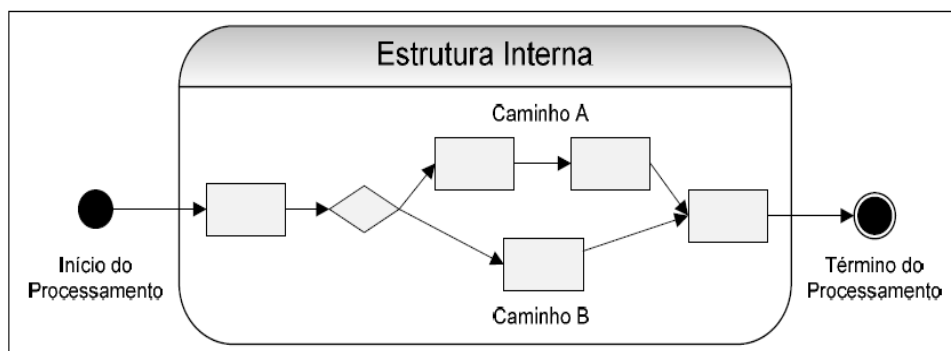 Estrutura Interna
Caminho A
Início do
Processamento
Término do
Processamento
Caminho B